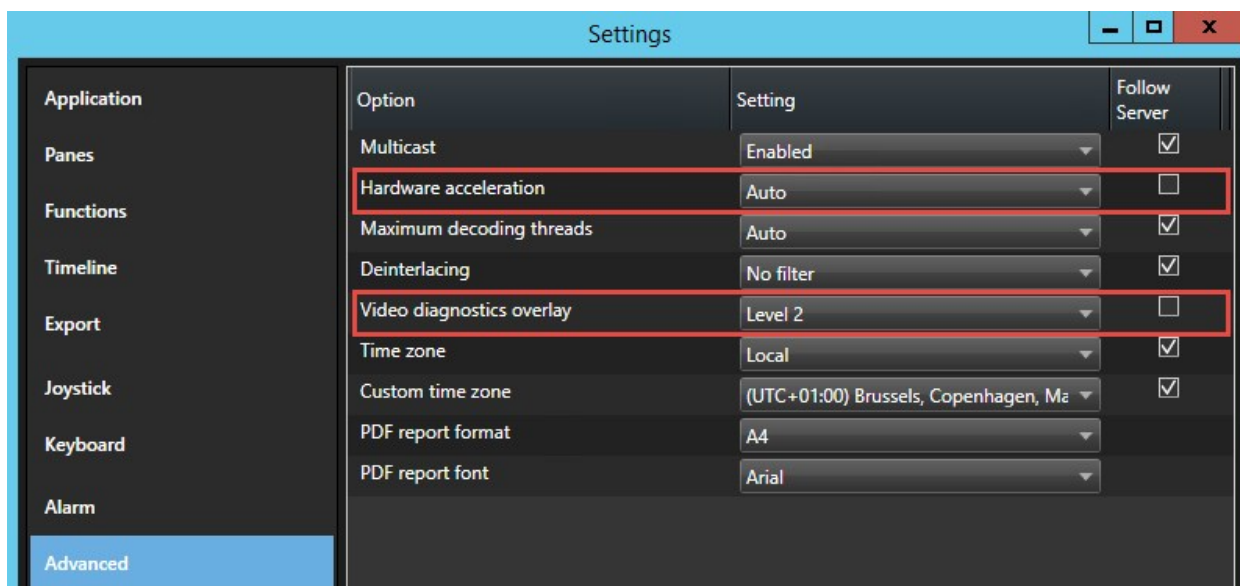 Settings
Application
Panes
Functions
Timeline
Export
Joystick
Keyboard
Alarm
Advanced
Option Setting Follow Server
Multicast Enabled
Hardware acceleration Auto
Maximum decoding threads Auto
Deinterlacing No filter
Video diagnostics overlay Level 2
Time zone Local
Custom time zone (UTC+01:00) Brussels, Copenhagen, Ma
PDF report format A4
PDF report font Arial